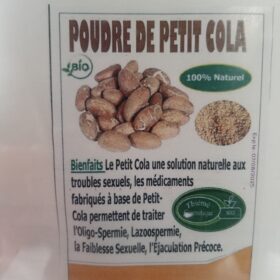 POUDRE DE PETIT COLA
BIO
100% Naturel
Bienfaits Le Petit Cola une solution naturelle aux
troubles sexuels, les médicaments
fabriqués à base de Petit-
Cola permettent de traiter
l'Oligo-Spermie, Lazoospermie,
la Faiblesse Sexuelle, l'Éjaculation Précoce.